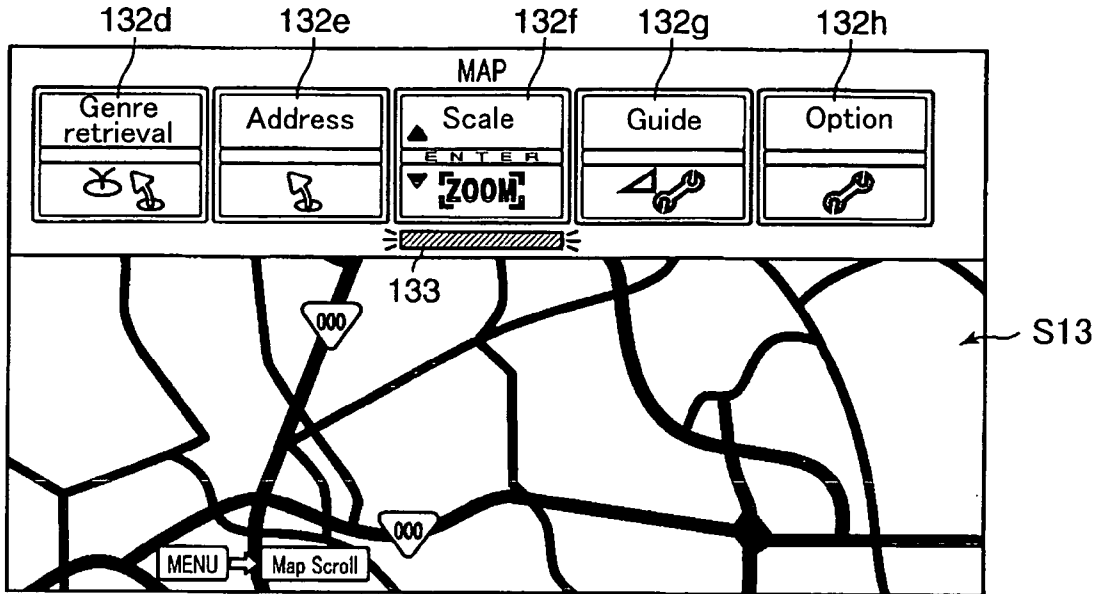 132d 132e 132f 132g 132h
MAP
Genre
retrieval
Address
Scale
ENTER
ZOOM
Guide
Option
133
000
S13
000
MENU
Map Scroll